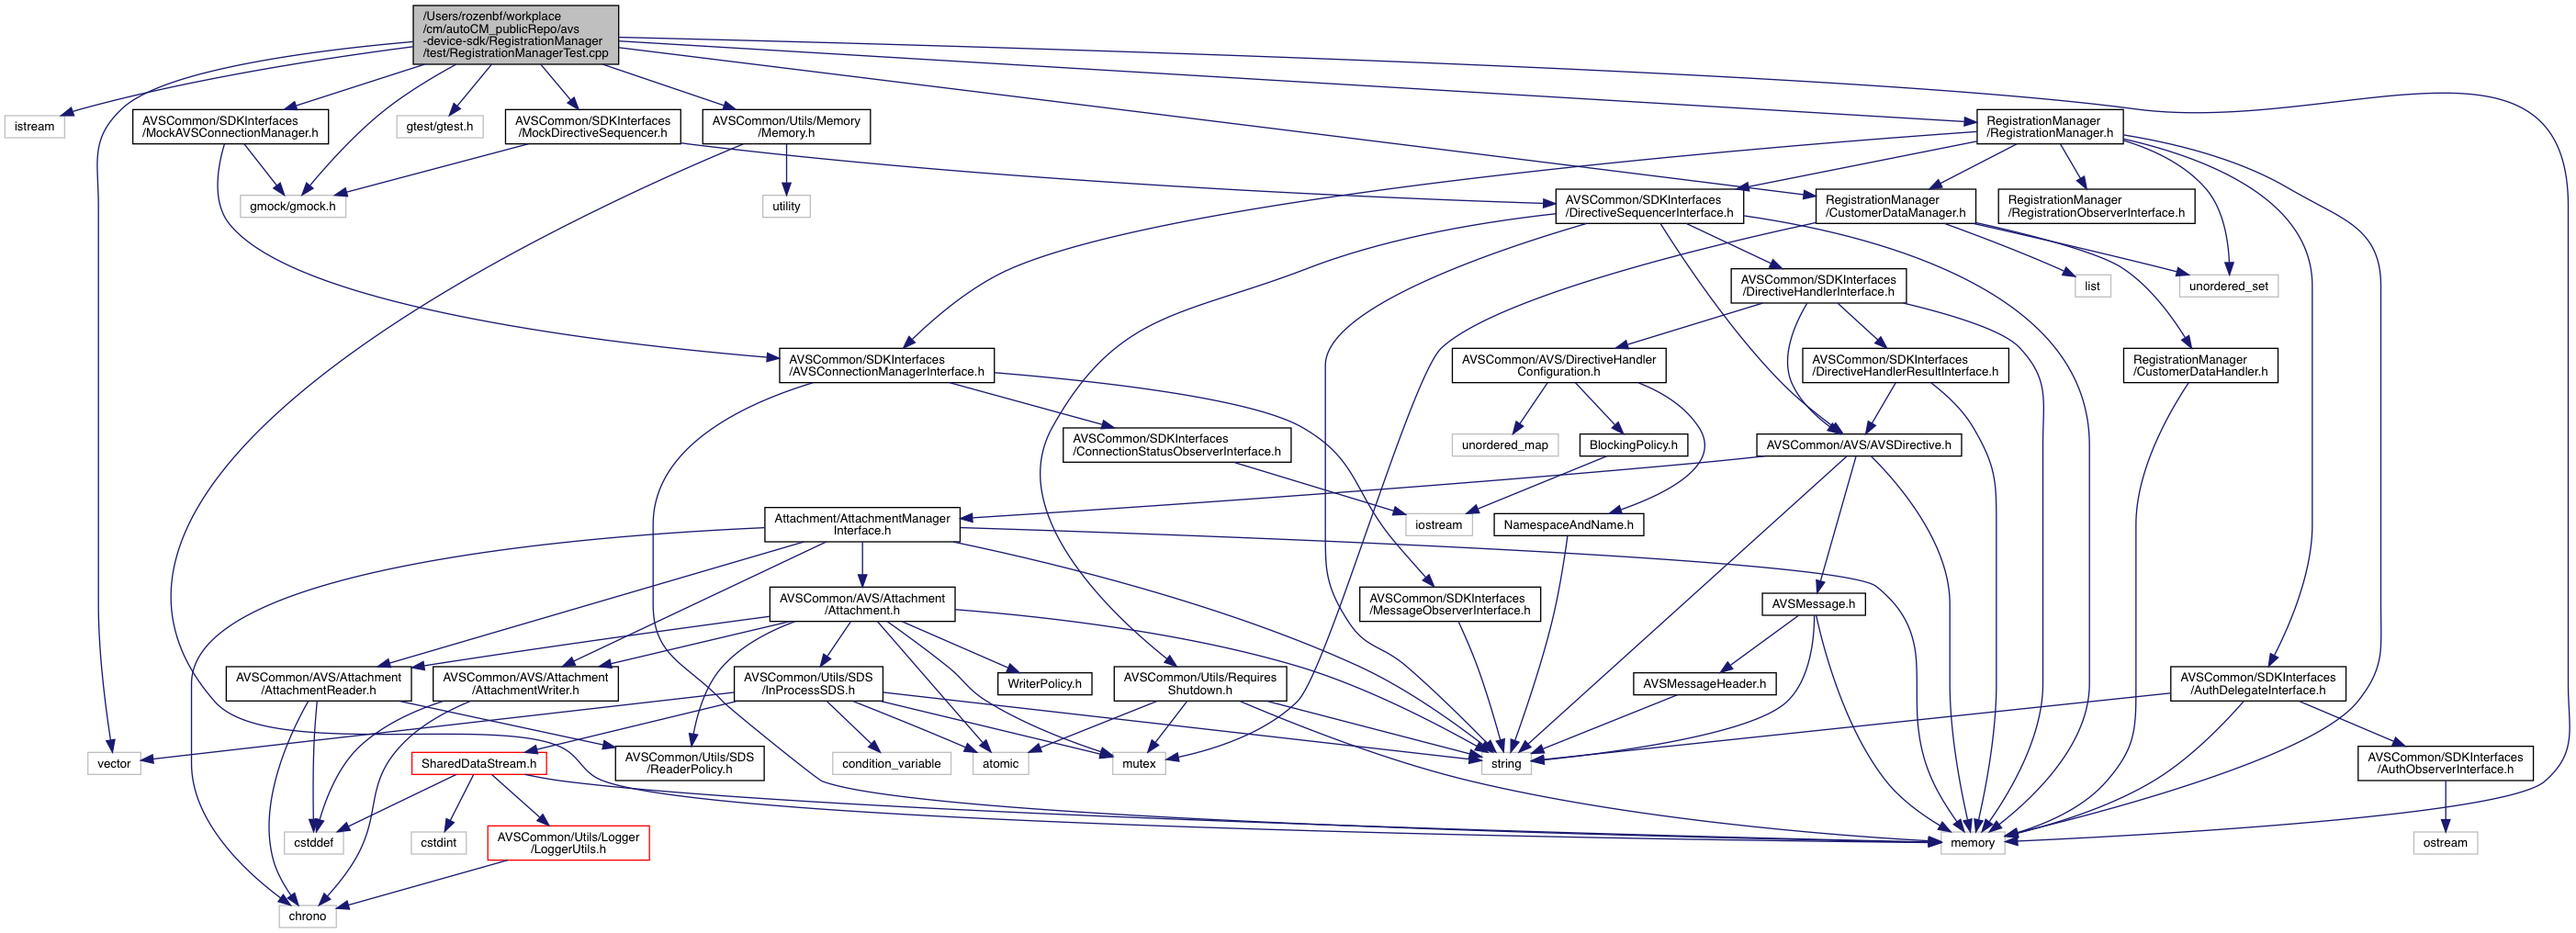 /Users/rozenbf/workplace
/cm/autoCM_publicRepo/avs
-device-sdk/RegistrationManager
/test/RegistrationManagerTest.cpp
istream
AVSCommon/SDKInterfaces
/MockAVSConnectionManager.h
gtest/gtest.h
AVSCommon/SDKInterfaces
/MockDirectiveSequencer.h
AVSCommon/Utils/Memory
/Memory.h
RegistrationManager
/RegistrationManager.h
gmock/gmock.h
utility
AVSCommon/SDKInterfaces
/DirectiveSequencerInterface.h
RegistrationManager
/CustomerDataManager.h
RegistrationManager
/RegistrationObserverInterface.h
AVSCommon/SDKInterfaces
/DirectiveHandlerInterface.h
list
unordered_set
AVSCommon/SDKInterfaces
/AVSConnectionManagerInterface.h
AVSCommon/AVS/DirectiveHandler
Configuration.h
AVSCommon/SDKInterfaces
/DirectiveHandlerResultInterface.h
RegistrationManager
/CustomerDataHandler.h
AVSCommon/SDKInterfaces
/ConnectionStatusObserverInterface.h
unordered_map
BlockingPolicy.h
AVSCommon/AVS/AVSDirective.h
Attachment/AttachmentManager
Interface.h
iostream
NamespaceAndName.h
AVSCommon/AVS/Attachment
/Attachment.h
AVSCommon/SDKInterfaces
/MessageObserverInterface.h
AVSMessage.h
AVSCommon/AVS/Attachment
/AttachmentReader.h
AVSCommon/AVS/Attachment
/AttachmentWriter.h
AVSCommon/Utils/SDS
/InProcessSDS.h
WriterPolicy.h
AVSCommon/Utils/Requires
Shutdown.h
AVSMessageHeader.h
AVSCommon/SDKInterfaces
/AuthDelegateInterface.h
vector
SharedDataStream.h
AVSCommon/Utils/SDS
/ReaderPolicy.h
condition_variable
atomic
mutex
string
AVSCommon/SDKInterfaces
/AuthObserverInterface.h
cstddef
cstdint
AVSCommon/Utils/Logger
/LoggerUtils.h
memory
ostream
chrono